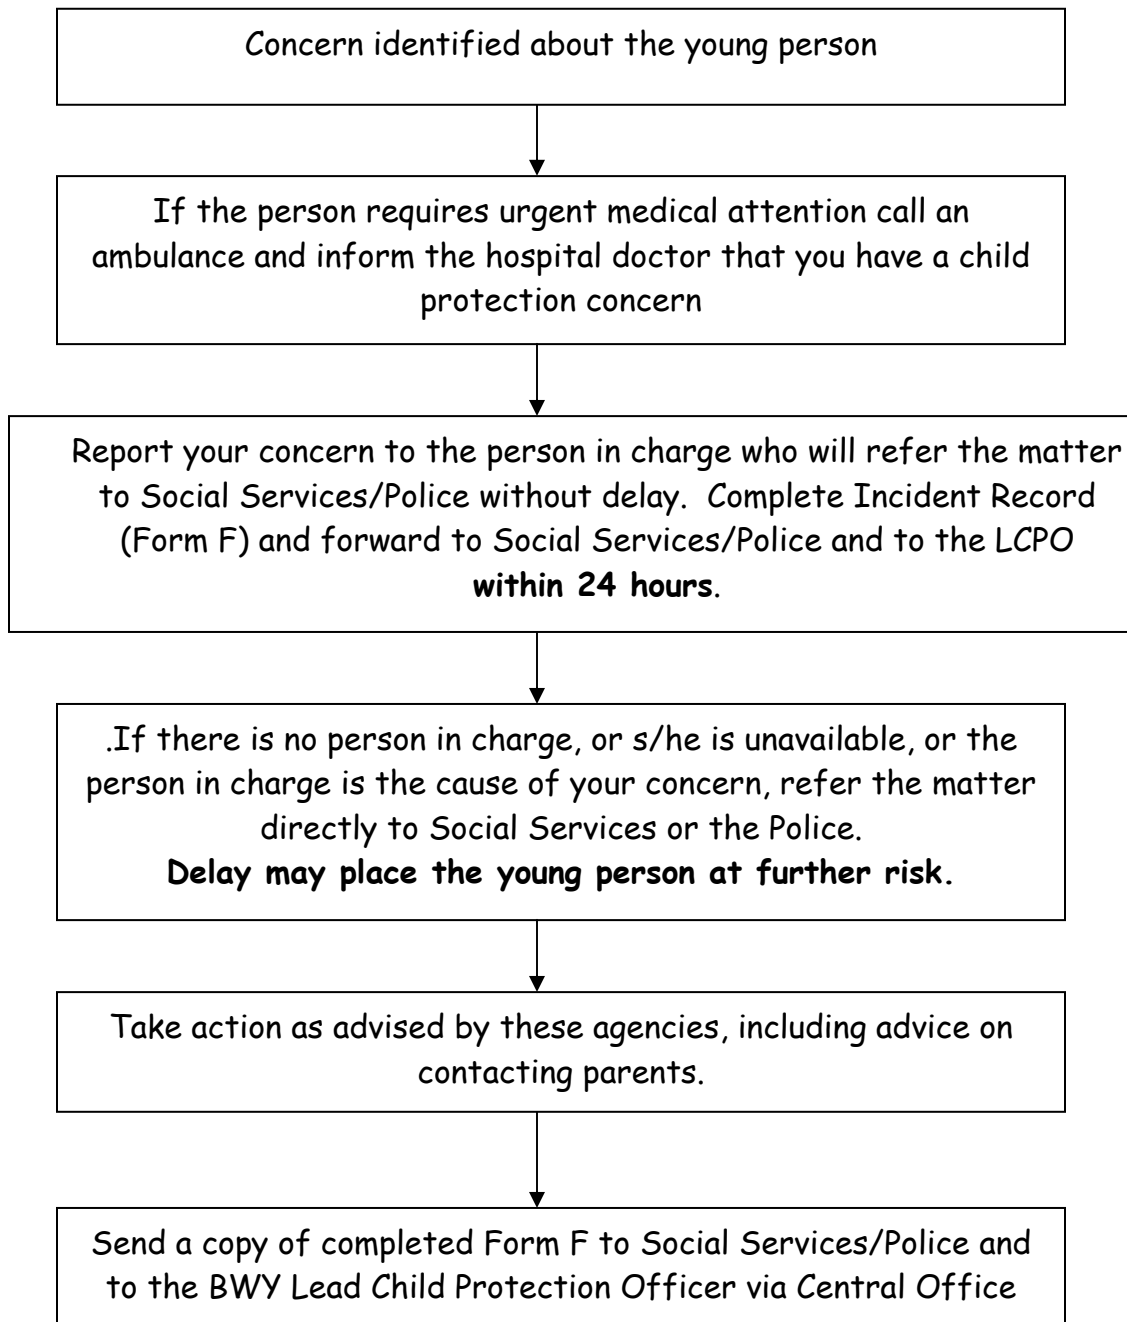 Concern identified about the young person
If the person requires urgent medical attention call an
ambulance and inform the hospital doctor that you have a child
protection concern
Report your concern to the person in charge who will refer the matter
to Social Services/Police without delay.  Complete Incident Record
(Form F) and forward to Social Services/Police and to the LCPO
within 24 hours.
.If there is no person in charge, or s/he is unavailable, or the
person in charge is the cause of your concern, refer the matter
directly to Social Services or the Police.
Delay may place the young person at further risk.
Take action as advised by these agencies, including advice on
contacting parents.
Send a copy of completed Form F to Social Services/Police and
to the BWY Lead Child Protection Officer via Central Office